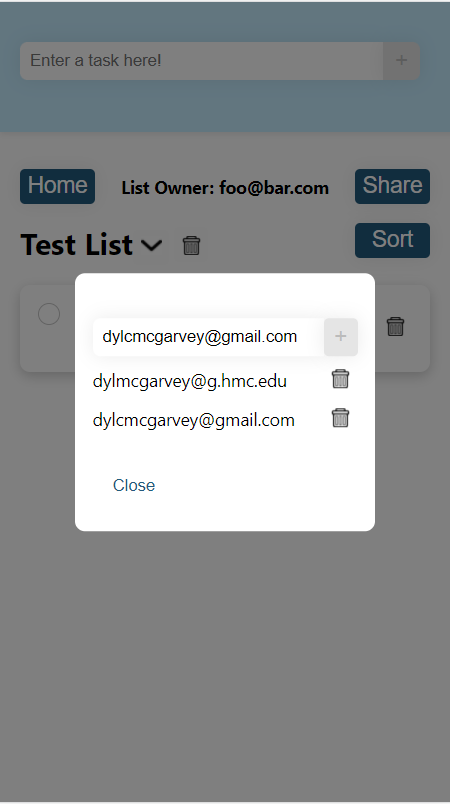 Enter a task here!
+
Home
List Owner: foo@bar.com
Share
Test List
Sort
dylcmcgarvey@gmail.com
+
dylmcgarvey@g.hmc.edu
dylcmcgarvey@gmail.com
Close